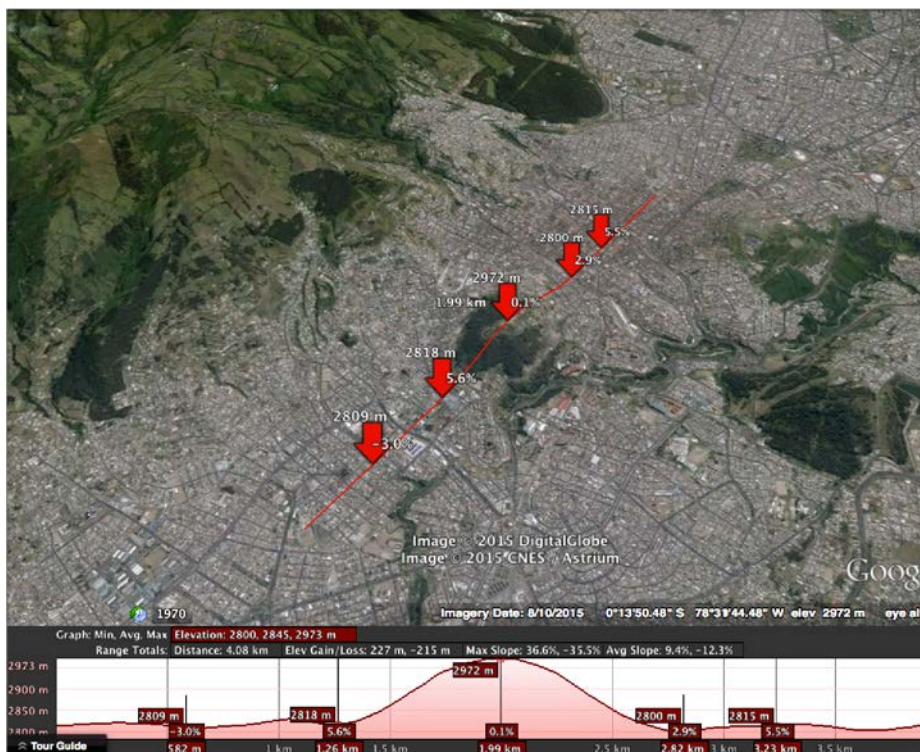 2815 m
5.5%
2800 m
2.9%
2972 m
1.99 km 0.1%
2818 m
5.6%
2809 m
-3.0%
Image © 2015 DigitalGlobe
Image © 2015 CNES / Astrium
Goog
1970
Imagery Date: 8/10/2015 0°13'50.48" S 78°31'44.48" W elev 2972 m eye al
Graph: Min, Avg, Max Elevation: 2800, 2845, 2973 m
Range Totals: Distance: 4.08 km Elev Gain/Loss: 227 m, -215 m Max Slope: 36.6%, -35.5% Avg Slope: 9.4%, -12.3%
2973 m
2972 m
2900 m
2850 m
2809 m 2818 m 2800 m 2815 m
2800 m
-3.0% 5.6% 0.1% 2.9% 5.5%
Tour Guide
582 m 1 km 1.26 km 1.5 km 1.99 km 2.5 km 2.82 km 3.23 km